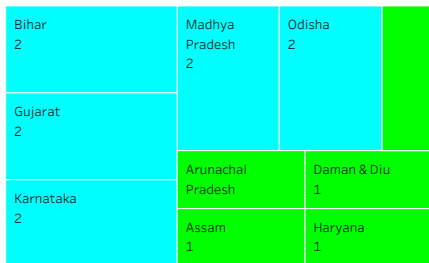 Bihar
2
Gujarat
2
Karnataka
2
Madhya
Pradesh
2
Odisha
2
Arunachal
Pradesh
Daman & Diu
1
Assam
1
Haryana
1